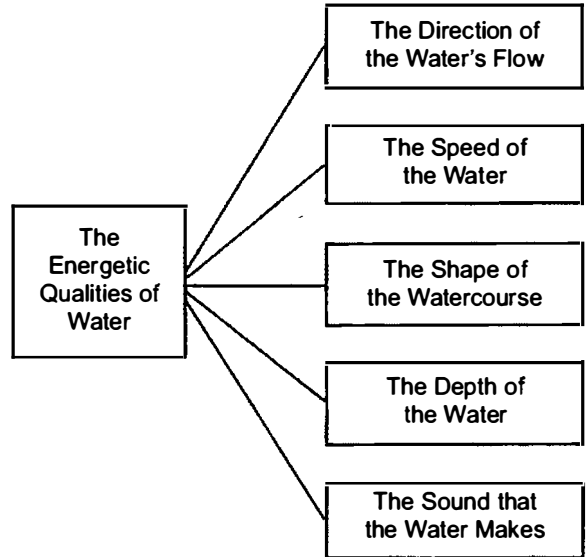 The Direction of
the Water's Flow
The Speed of
the Water
The
Energetic
Qualities of
Water
The Shape of
the Watercourse
The Depth of
the Water
The Sound that
the Water Makes